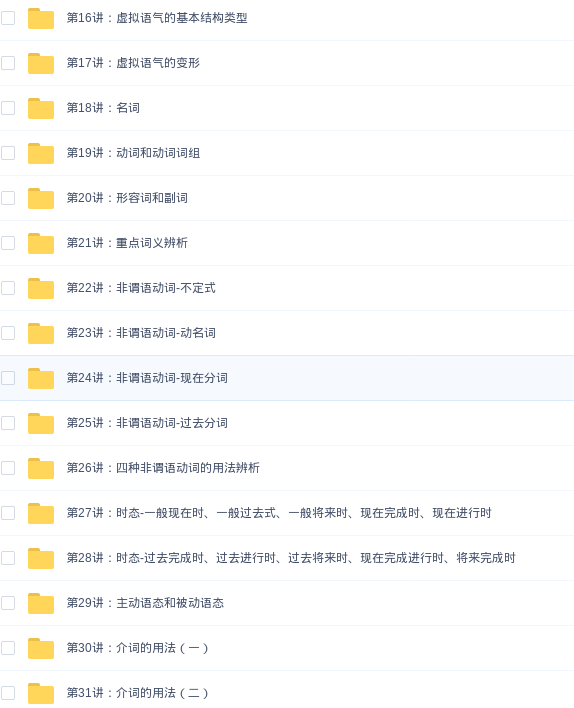 第16讲：虚拟语气的基本结构类型
第17讲：虚拟语气的变形
第18讲：名词
第19讲：动词和动词词组
第20讲：形容词和副词
第21讲：重点词义辨析
第22讲：非谓语动词-不定式
第23讲：非谓语动词-动名词
第24讲：非谓语动词-现在分词
第25讲：非谓语动词-过去分词
第26讲：四种非谓语动词的用法辨析
第27讲：时态-一般现在时、一般过去式、一般将来时、现在完成时、现在进行时
第28讲：时态-过去完成时、过去进行时、过去将来时、现在完成进行时、将来完成时
第29讲：主动语态和被动语态
第30讲：介词的用法（一）
第31讲：介词的用法（二）